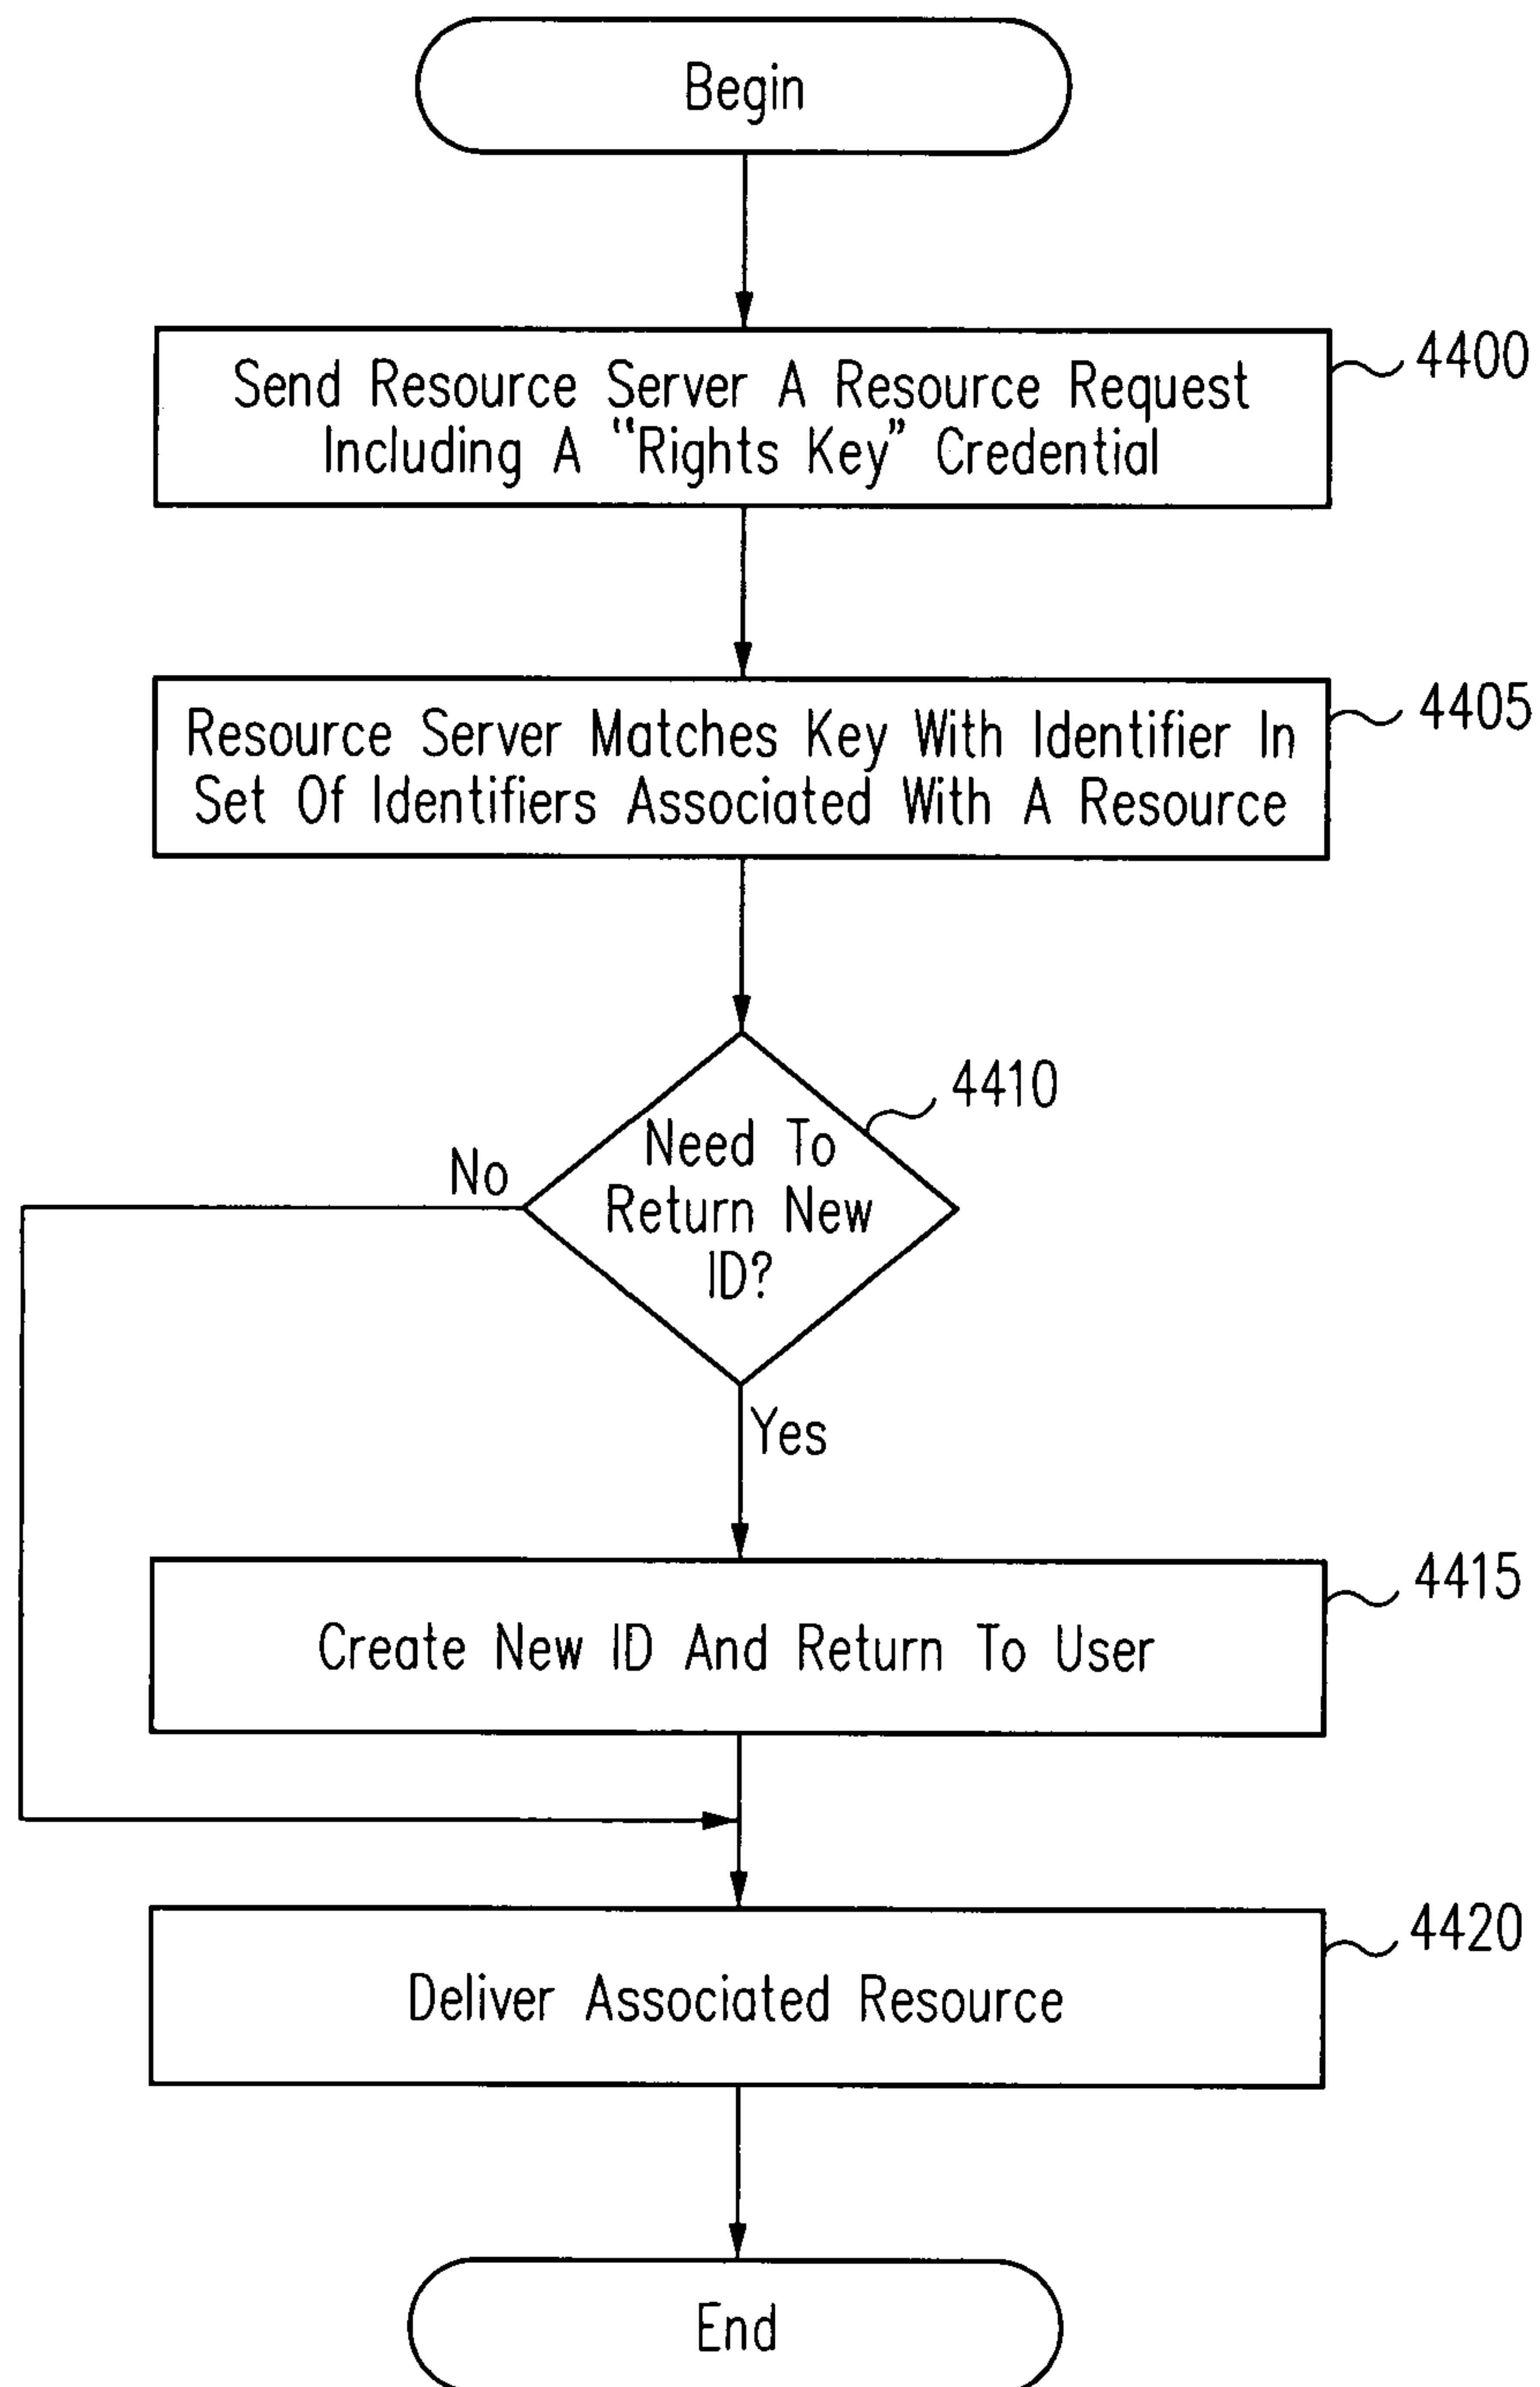 Begin
Send Resource Server A Resource Request
Including A "Rights Key" Credential
4400
Resource Server Matches Key With Identifier In
Set Of Identifiers Associated With A Resource
4405
Need To
Return New
ID?
4410
No
Yes
Create New ID And Return To User
4415
Deliver Associated Resource
4420
End